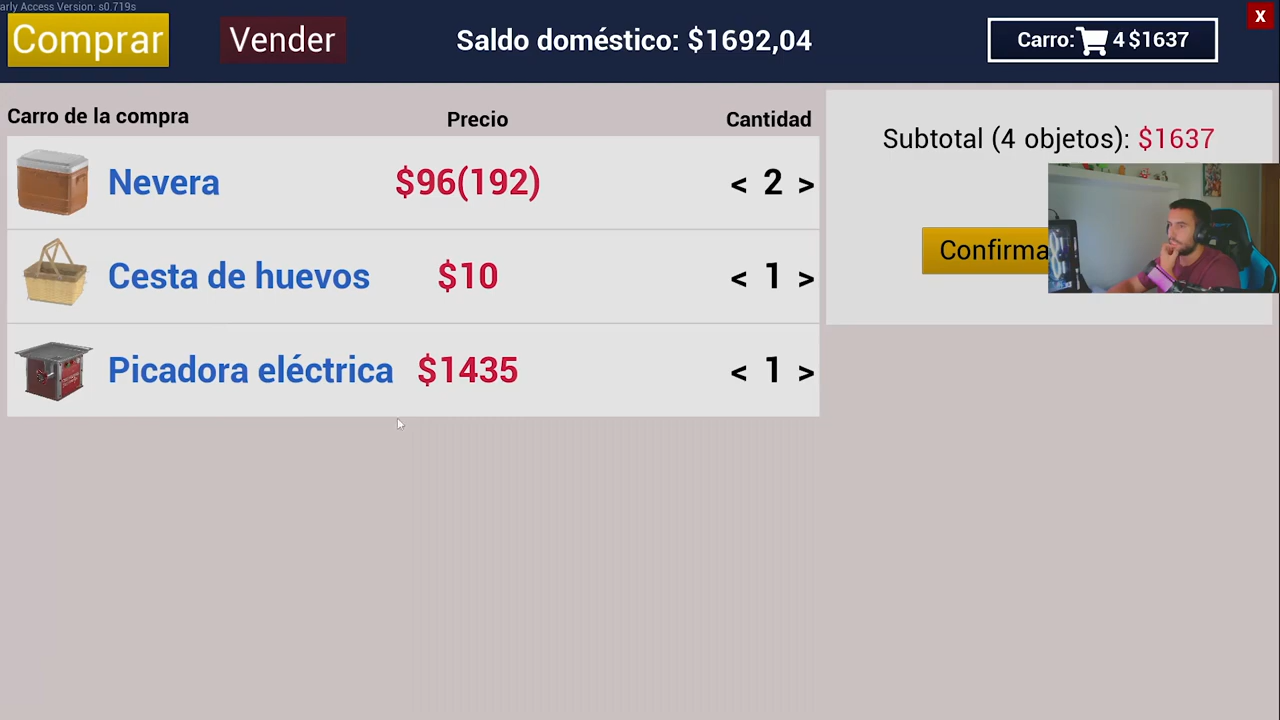 arly Access Version: s0.719s
Comprar
Vender
Saldo doméstico: $1692,04
Carro: 4 $1637
X
Carro de la compra
Precio
Cantidad
Nevera
$96(192)
< 2 >
Cesta de huevos
$10
< 1 >
Picadora eléctrica
$1435
< 1 >
Subtotal (4 objetos): $1637
Confirma